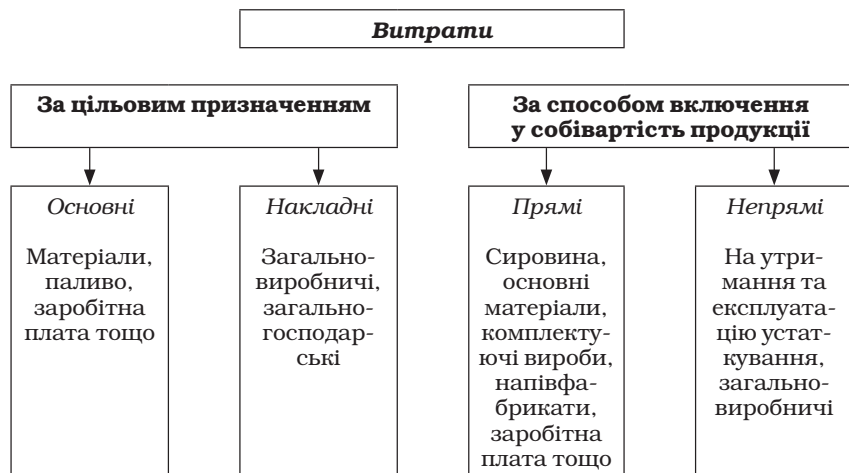 Витрати
За цільовим призначенням
За способом включення
у собівартість продукції
Основні
Матеріали,
паливо,
заробітна
плата тощо
Накладні
Загально-
виробничі,
загально-
господар-
ські
Прямі
Сировина,
основні
матеріали,
комплекту-
ючі вироби,
напівфа-
брикати,
заробітна
плата тощо
Непрямі
На утри-
мання та
експлуата-
цію устат-
кування,
загально-
виробничі